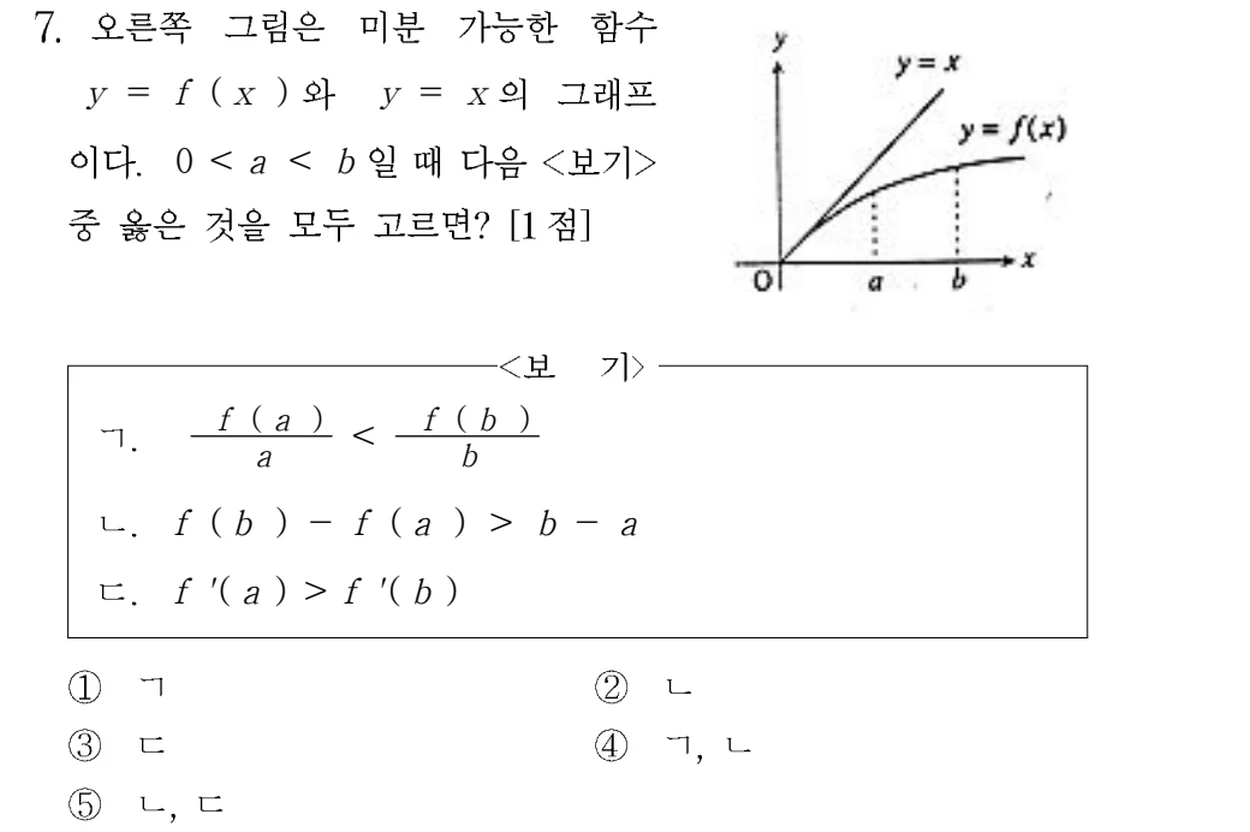 7. 오른쪽 그림은 미분 가능한 함수
y = f ( x ) 와 y = x 의 그래프
이다. 0 < a < b 일 때 다음 <보기>
중 옳은 것을 모두 고르면? [1 점]
y
y = x
y = f(x)
O a b x
<보 기>
ㄱ. f ( a ) / a < f ( b ) / b
ㄴ. f ( b ) − f ( a ) > b − a
ㄷ. f ′( a ) > f ′( b )
① ㄱ ② ㄴ
③ ㄷ ④ ㄱ, ㄴ
⑤ ㄴ, ㄷ